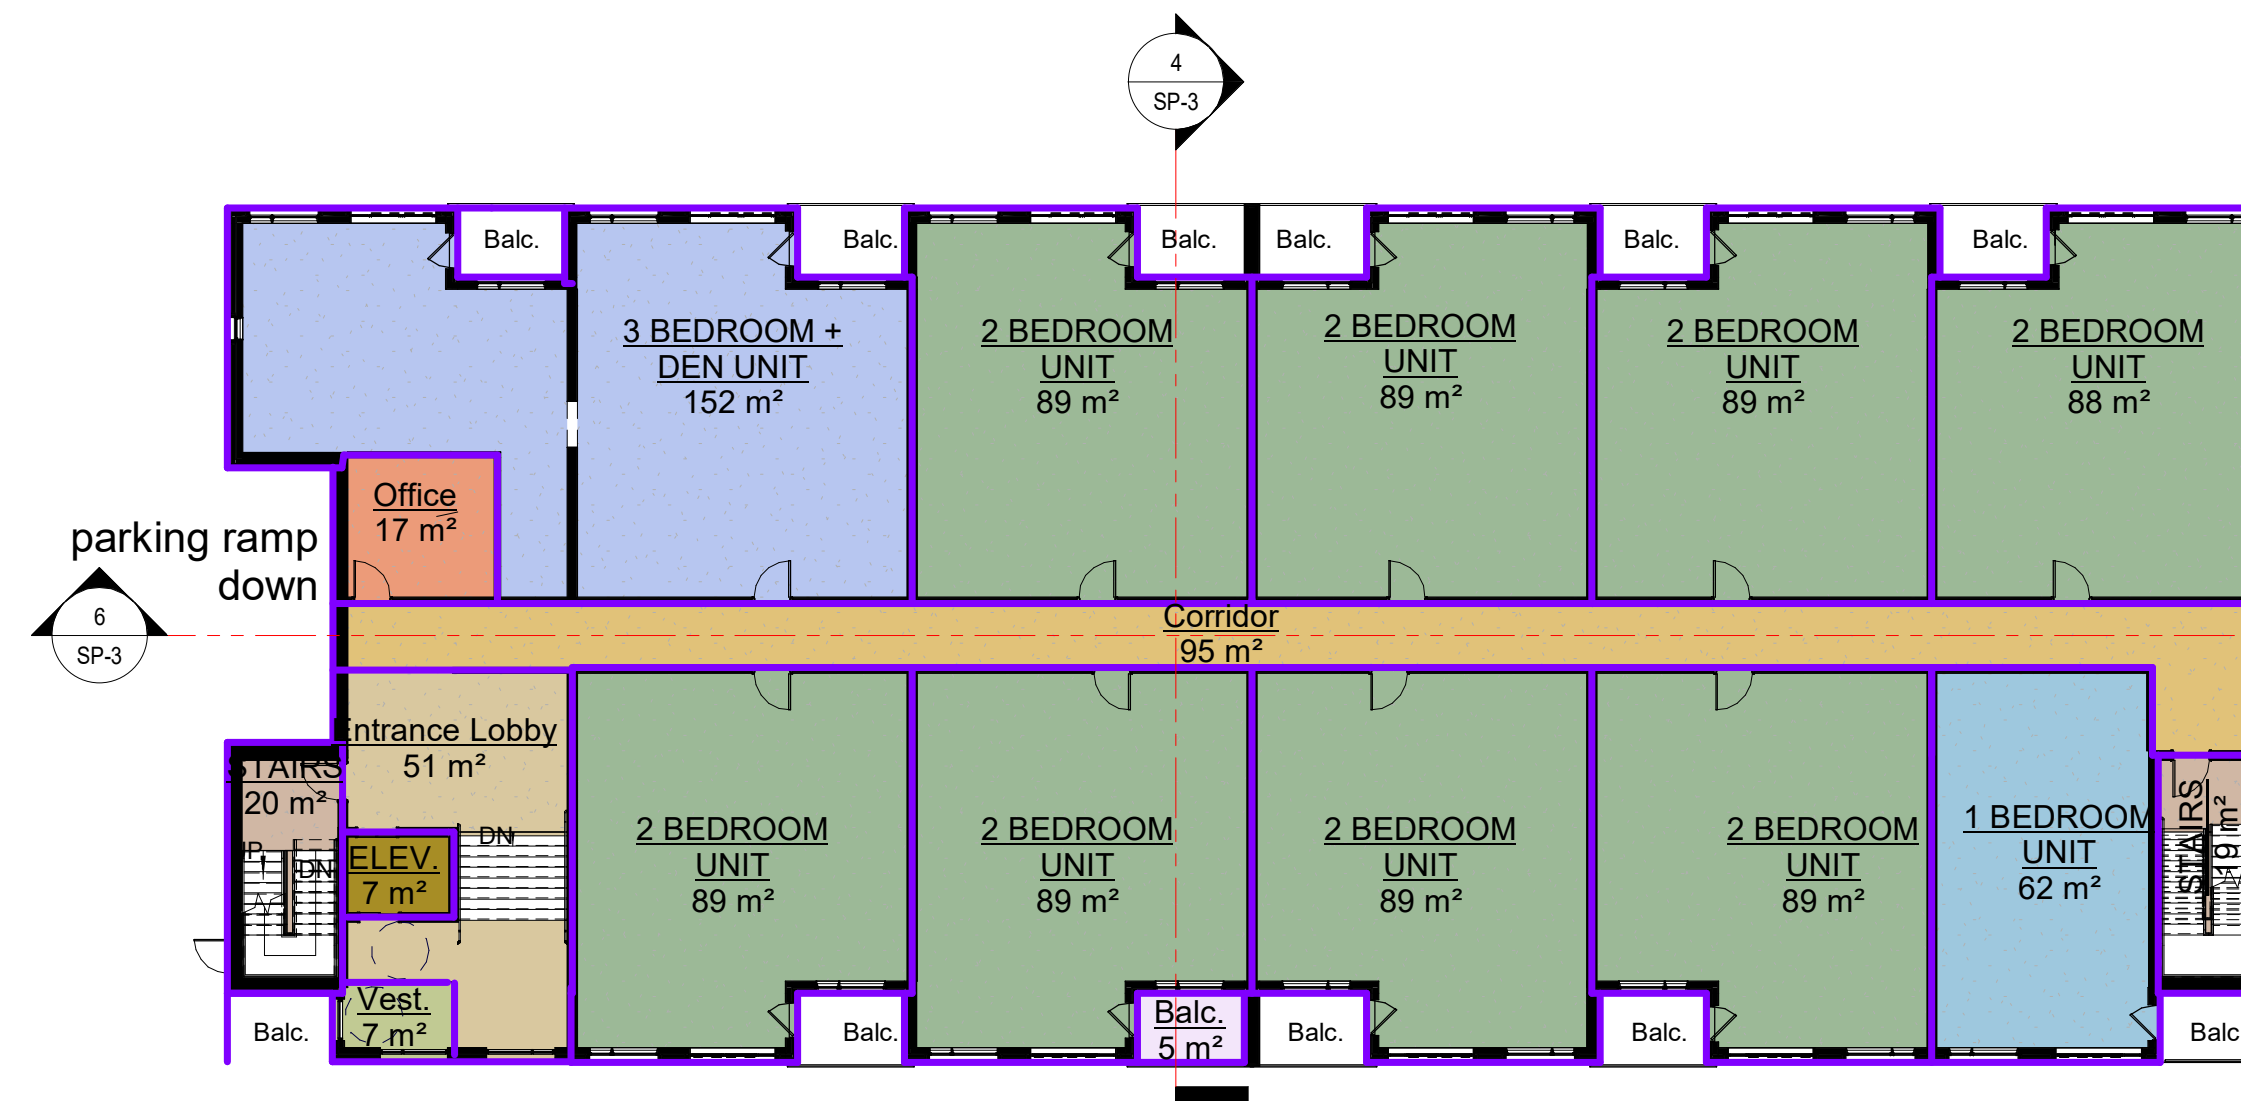 4
SP-3
Balc.
Balc.
Balc.
Balc.
Balc.
Balc.
3 BEDROOM +
DEN UNIT
152 m²
2 BEDROOM
UNIT
89 m²
2 BEDROOM
UNIT
89 m²
2 BEDROOM
UNIT
89 m²
2 BEDROOM
UNIT
88 m²
Office
17 m²
parking ramp
down
6
SP-3
Corridor
95 m²
Entrance Lobby
51 m²
STAIRS
20 m²
DN
DN
ELEV.
7 m²
2 BEDROOM
UNIT
89 m²
2 BEDROOM
UNIT
89 m²
2 BEDROOM
UNIT
89 m²
2 BEDROOM
UNIT
89 m²
1 BEDROOM
UNIT
62 m²
STAIRS
19 m²
Vest.
7 m²
Balc.
Balc.
Balc.
5 m²
Balc.
Balc.
Balc